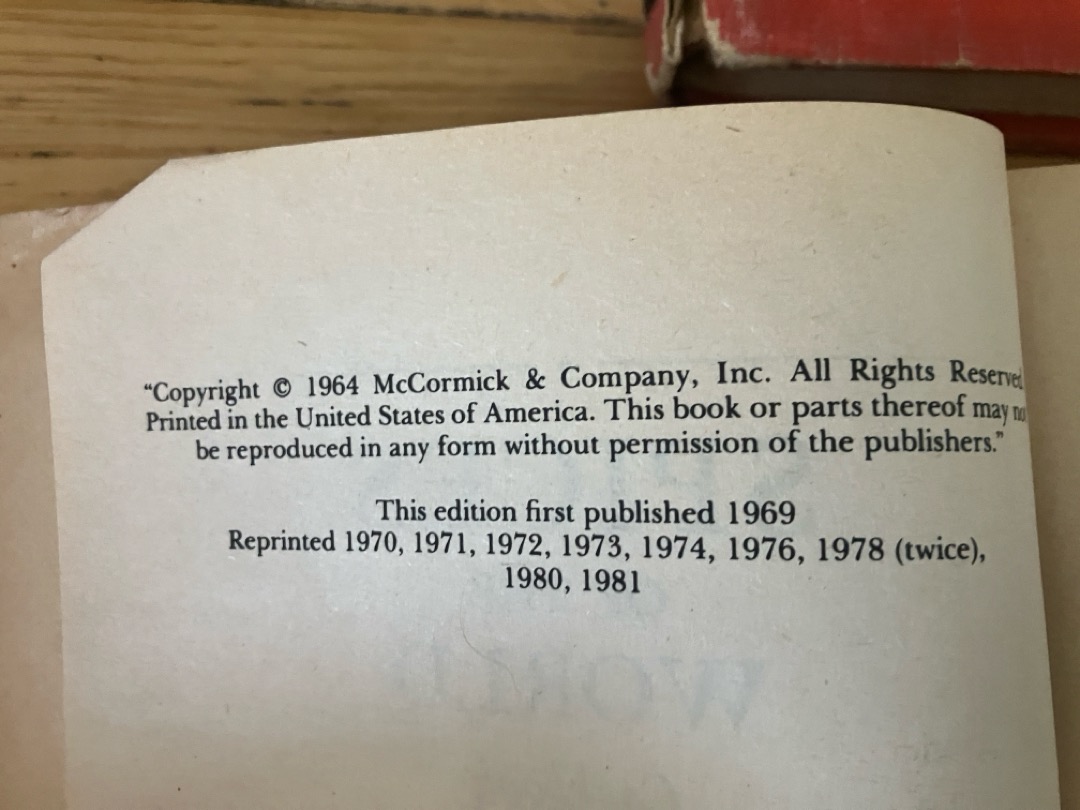 “Copyright © 1964 McCormick & Company, Inc. All Rights Reserved
Printed in the United States of America. This book or parts thereof may no
be reproduced in any form without permission of the publishers.”
This edition first published 1969
Reprinted 1970, 1971, 1972, 1973, 1974, 1976, 1978 (twice),
1980, 1981